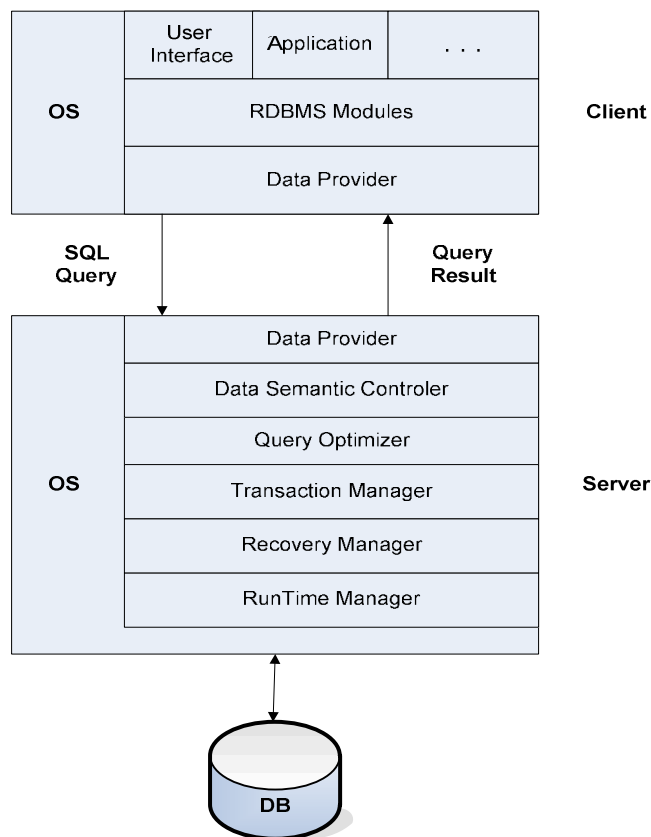 User
Interface
Application
. . .
OS
RDBMS Modules
Client
Data Provider
SQL
Query
Query
Result
Data Provider
Data Semantic Controler
Query Optimizer
OS
Transaction Manager
Server
Recovery Manager
RunTime Manager
DB